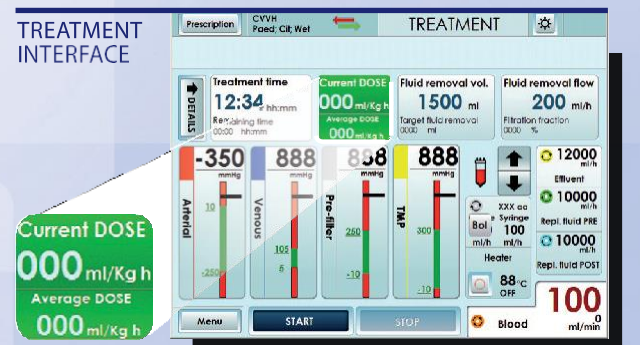 TREATMENT
INTERFACE
Prescription
CVVH
Paed; Cit; Wet
TREATMENT
DETAILS
Treatment time
12:34 hh:mm
Remaining time
00:00 hh:mm
Current DOSE
000 ml/Kg h
Average DOSE
000 ml/Kg h
Fluid removal vol.
1500 ml
Target fluid removal
0000 ml
Fluid removal flow
200 ml/h
Filtration fraction
0000 %
-350
mmHg
Arterial
10
-250
888
mmHg
Venous
105
5
888
mmHg
Pre-filter
250
-10
888
mmHg
TMP
300
-10
XXX
Syringe
Bol
100
ml/h
ml/h
Heater
88°C
OFF
12000
ml/h
Effluent
10000
ml/h
Repl. fluid PRE
10000
ml/h
Repl. fluid POST
Menu
START
STOP
Blood
100
0
ml/min
Current DOSE
000 ml/Kg h
Average DOSE
000 ml/Kg h